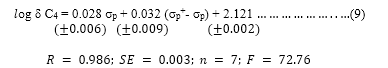 log δ C4 = 0.028 σp + 0.032 (σp⁺- σp) + 2.121 ……………………(9)
(±0.006) (±0.009) (±0.002)
R = 0.986; SE = 0.003; n = 7; F = 72.76